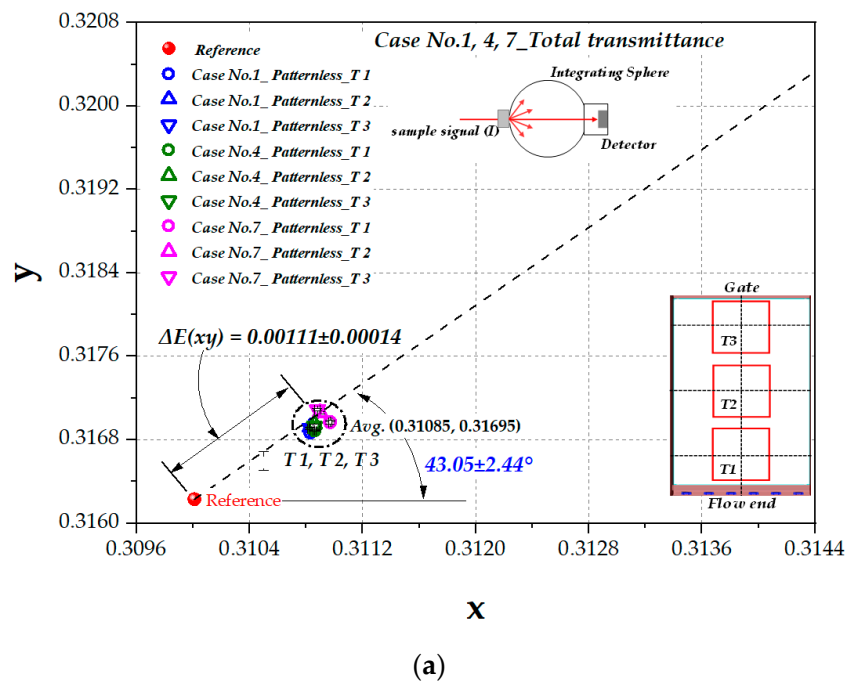 Case No.1, 4, 7_Total transmittance
Reference
Case No.1_ Patternless_T 1
Case No.1_ Patternless_T 2
Case No.1_ Patternless_T 3
Case No.4_ Patternless_T 1
Case No.4_ Patternless_T 2
Case No.4_ Patternless_T 3
Case No.7_ Patternless_T 1
Case No.7_ Patternless_T 2
Case No.7_ Patternless_T 3
Integrating Sphere
sample signal (I)
Detector
0.3208
0.3200
0.3192
0.3184
0.3176
0.3168
0.3160
y
Gate
T3
T2
T1
Flow end
ΔE(xy) = 0.00111±0.00014
Avg. (0.31085, 0.31695)
T 1, T 2, T 3
43.05±2.44°
Reference
0.3096 0.3104 0.3112 0.3120 0.3128 0.3136 0.3144
x
(a)